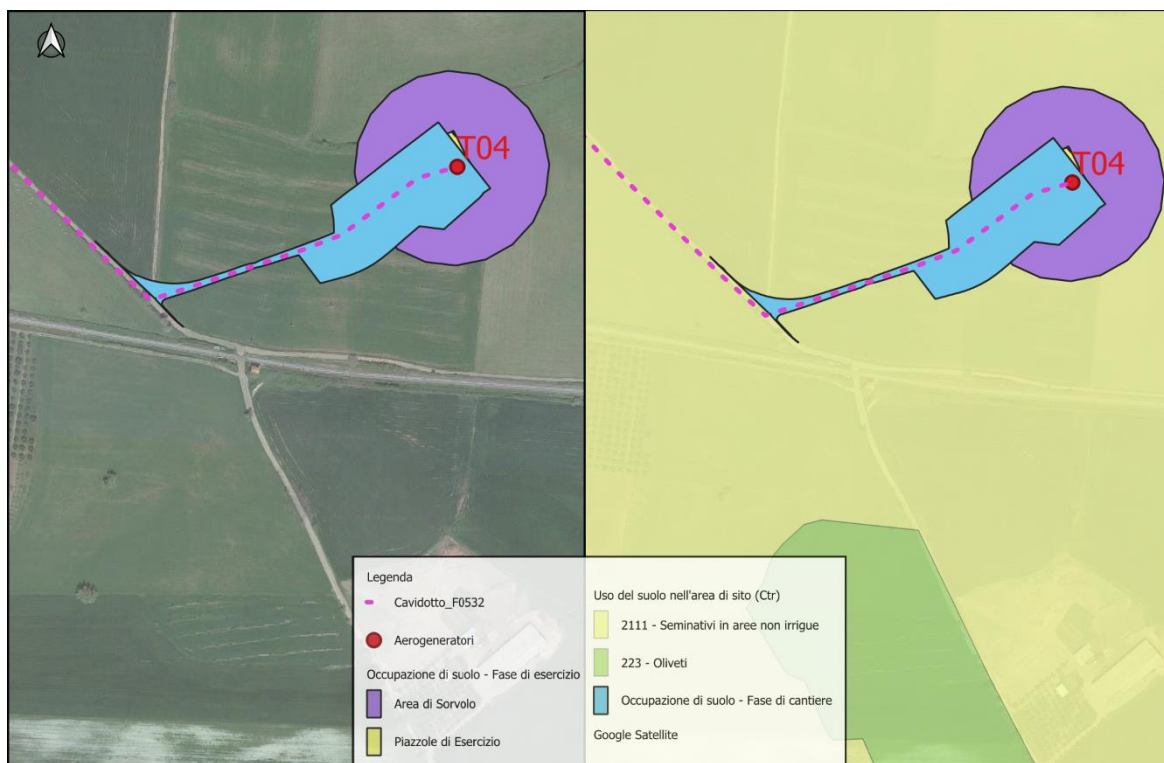 T04
T04
Legenda
Cavidotto_F0532
Aerogeneratori
Occupazione di suolo - Fase di esercizio
Area di Sorvolo
Piazzole di Esercizio
Uso del suolo nell'area di sito (Ctr)
2111 - Seminativi in aree non irrigue
223 - Oliveti
Occupazione di suolo - Fase di cantiere
Google Satellite